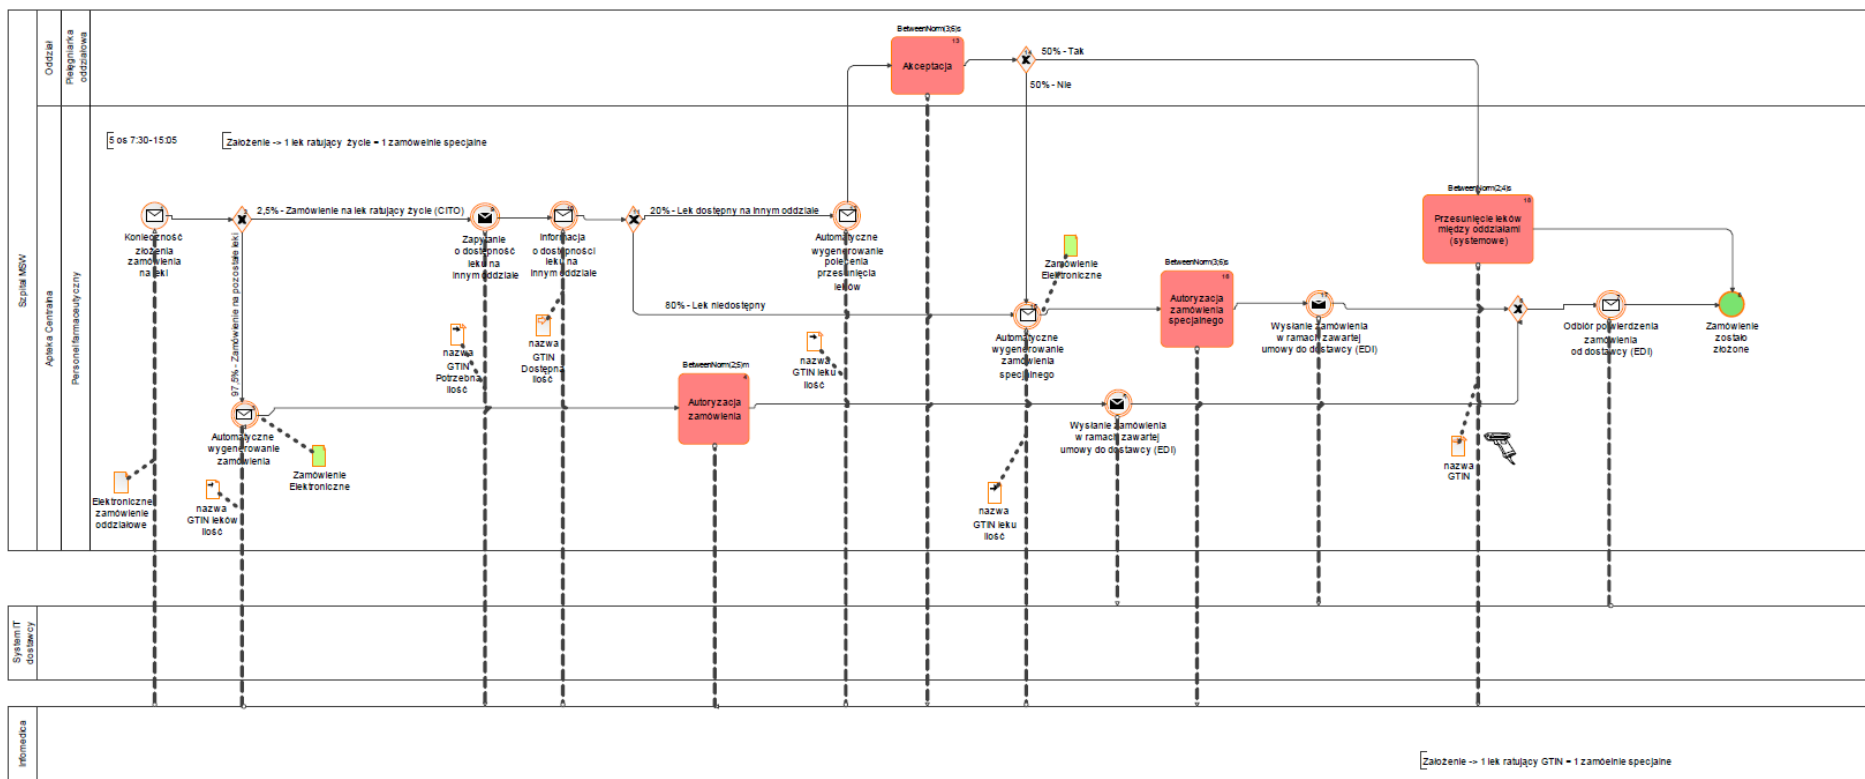 BetweenNorm(3;6)s
Akceptacja
50% - Tak
50% - Nie
Szpital MSW
Oddział
Pielęgniarka
oddziałowa
Apteka Centralna
Personel farmaceutyczny
5 os 7:30-15:05
Założenie -> 1 lek ratujący życie = 1 zamówelnie specjalne
Konieczność
złożenia
zamówienia
na leki
2,5% - Zamówienie na lek ratujący życie (CITO)
97,5% - Zamówienie na pozostałe leki
Zapytanie
o dostępność
leku na
innym oddziale
Informacja
o dostępności
leku na
innym oddziale
20% - Lek dostępny na innym oddziale
80% - Lek niedostępny
Automatyczne
wygenerowanie
polecenia
przesunięcia
leków
BetweenNorm(2;4)s
Przesunięcie leków
między oddziałami
(systemowe)
Zamówienie
Elektroniczne
BetweenNorm(3;6)s
Autoryzacja
zamówienia
specjalnego
Automatyczne
wygenerowanie
zamówienia
specjalnego
Wysłanie zamówienia
w ramach zawartej
umowy do dostawcy (EDI)
Odbiór potwierdzenia
zamówienia
od dostawcy (EDI)
Zamówienie
zostało
złożone
nazwa
GTIN
Potrzebna
ilość
nazwa
GTIN
Dostępna
ilość
nazwa
GTIN leku
ilość
BetweenNorm(2;5)m
Autoryzacja
zamówienia
Automatyczne
wygenerowanie
zamówienia
Zamówienie
Elektroniczne
Wysłanie zamówienia
w ramach zawartej
umowy do dostawcy (EDI)
Elektroniczne
zamówienie
oddziałowe
nazwa
GTIN leków
ilość
nazwa
GTIN leku
ilość
nazwa
GTIN
System IT
dostawcy
Infomedica
Założenie -> 1 lek ratujący GTIN = 1 zamóelnie specjalne